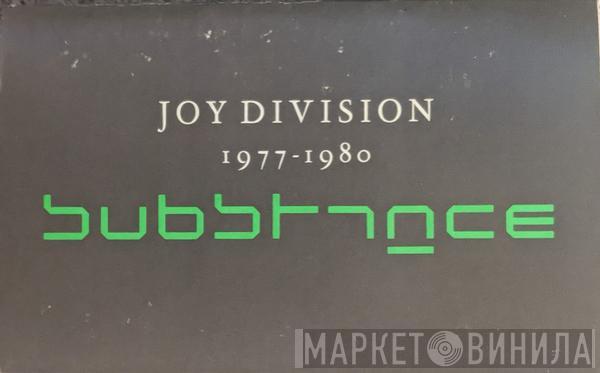 JOY DIVISION
1977-1980
substance
МАРКЕТ ВИНИЛА